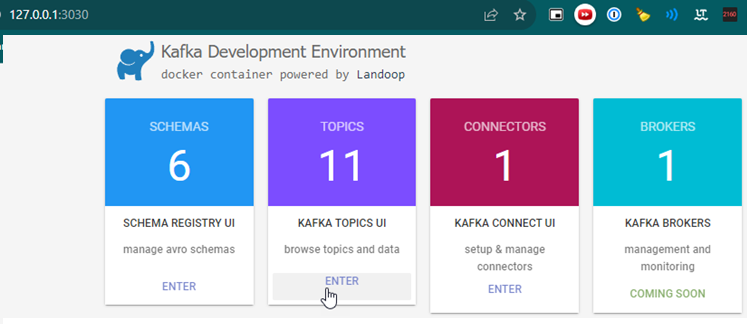 127.0.0.1:3030
2160
Kafka Development Environment
docker container powered by Landoop
SCHEMAS
6
SCHEMA REGISTRY UI
manage avro schemas
ENTER
TOPICS
11
KAFKA TOPICS UI
browse topics and data
ENTER
CONNECTORS
1
KAFKA CONNECT UI
setup & manage
connectors
ENTER
BROKERS
1
KAFKA BROKERS
management and
monitoring
COMING SOON